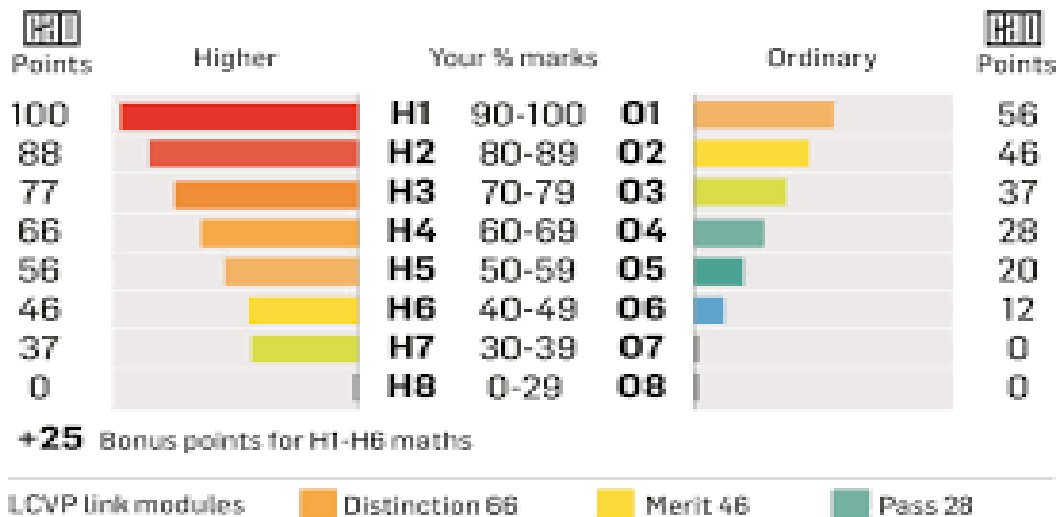 Points Higher Your % marks Ordinary Points
100 H1 90-100 O1 56
88 H2 80-89 O2 46
77 H3 70-79 O3 37
66 H4 60-69 O4 28
56 H5 50-59 O5 20
46 H6 40-49 O6 12
37 H7 30-39 O7 0
0 H8 0-29 O8 0
+25 Bonus points for H1-H6 maths
LCVP link modules Distinction 66 Merit 46 Pass 28